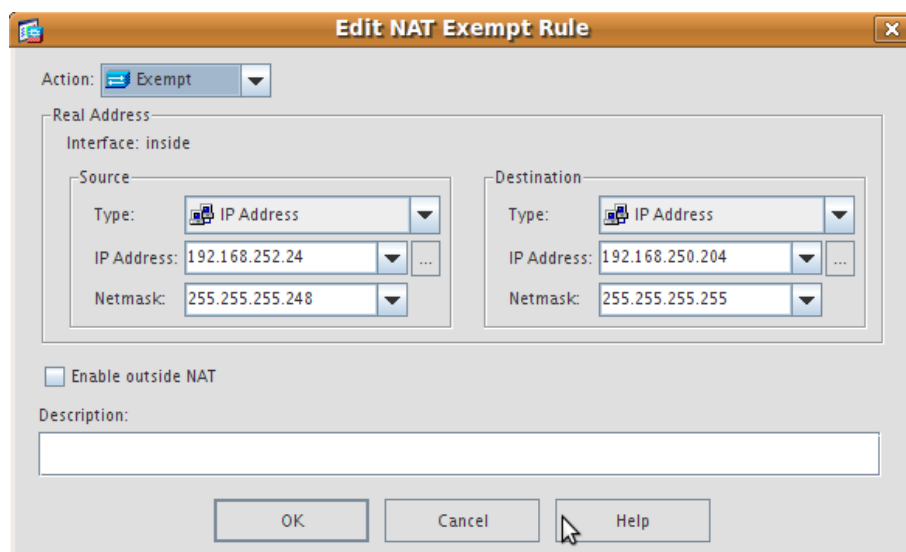 Edit NAT Exempt Rule
Action: Exempt
Real Address
Interface: inside
Source
Type: IP Address
IP Address: 192.168.252.24 ...
Netmask: 255.255.255.248
Destination
Type: IP Address
IP Address: 192.168.250.204 ...
Netmask: 255.255.255.255
Enable outside NAT
Description:
OK Cancel Help